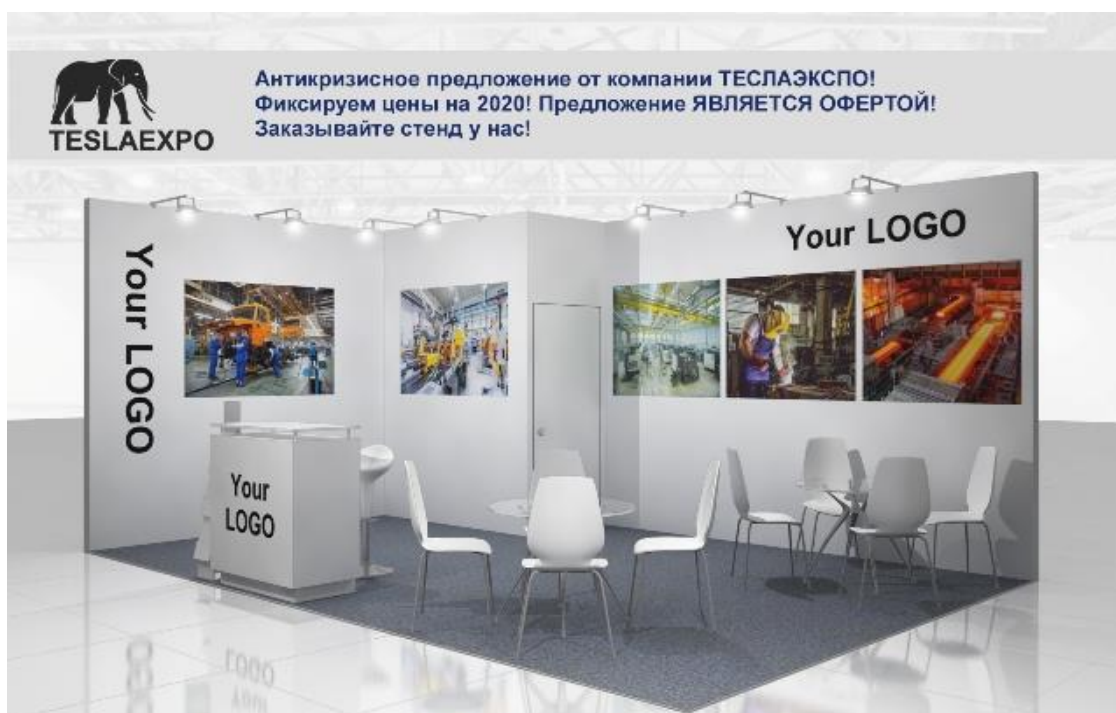 TESLAEXPO
Антикризисное предложение от компании ТЕСЛАЭКСПО!
Фиксируем цены на 2020! Предложение ЯВЛЯЕТСЯ ОФЕРТОЙ!
Заказывайте стенд у нас!
Your LOGO
Your LOGO
Your
LOGO